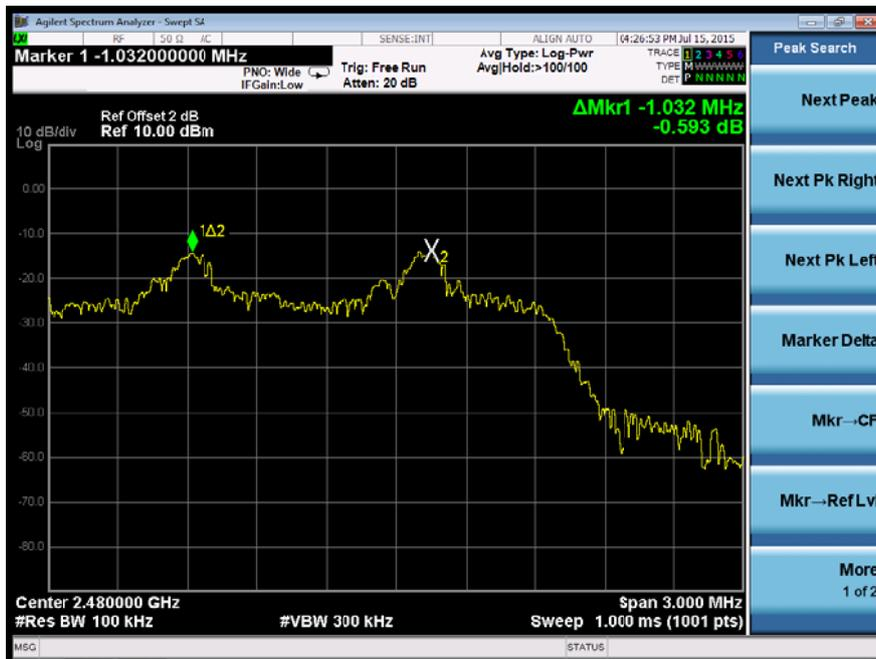 Agilent Spectrum Analyzer - Swept SA
LXI RF 50 Ω AC SENSE:INT ALIGN AUTO 04:26:53 PM Jul 15, 2015
Marker 1 -1.032000000 MHz
PNO: Wide
IFGain:Low
Trig: Free Run
Atten: 20 dB
Avg Type: Log-Pwr
Avg|Hold:>100/100
TRACE 1 2 3 4 5 6
TYPE M WWWWW
DET P N N N N N
Peak Search
Ref Offset 2 dB
10 dB/div Ref 10.00 dBm
Log
ΔMkr1 -1.032 MHz
-0.593 dB
0.00
-10.0
-20.0
-30.0
-40.0
-50.0
-60.0
-70.0
-80.0
1Δ2
X2
Next Peak
Next Pk Right
Next Pk Left
Marker Delta
Mkr→CF
Mkr→Ref Lvl
More
1 of 2
Center 2.480000 GHz Span 3.000 MHz
#Res BW 100 kHz #VBW 300 kHz Sweep 1.000 ms (1001 pts)
MSG STATUS